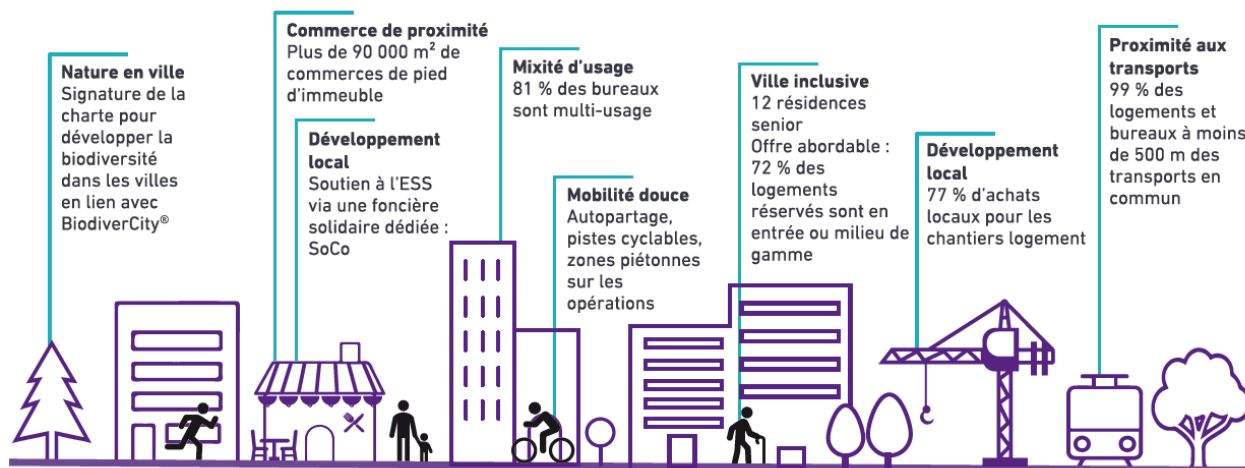 Nature en ville
Signature de la
charte pour
développer la
biodiversité
dans les villes
en lien avec
BiodiverCity®
Commerce de proximité
Plus de 90 000 m² de
commerces de pied
d’immeuble
Développement
local
Soutien à l’ESS
via une foncière
solidaire dédiée :
SoCo
Mixité d’usage
81 % des bureaux
sont multi-usage
Mobilité douce
Autopartage,
pistes cyclables,
zones piétonnes
sur les
opérations
Ville inclusive
12 résidences
senior
Offre abordable :
72 % des
logements
réservés sont en
entrée ou milieu de
gamme
Développement
local
77 % d’achats
locaux pour les
chantiers logement
Proximité aux
transports
99 % des
logements et
bureaux à moins
de 500 m des
transports en
commun